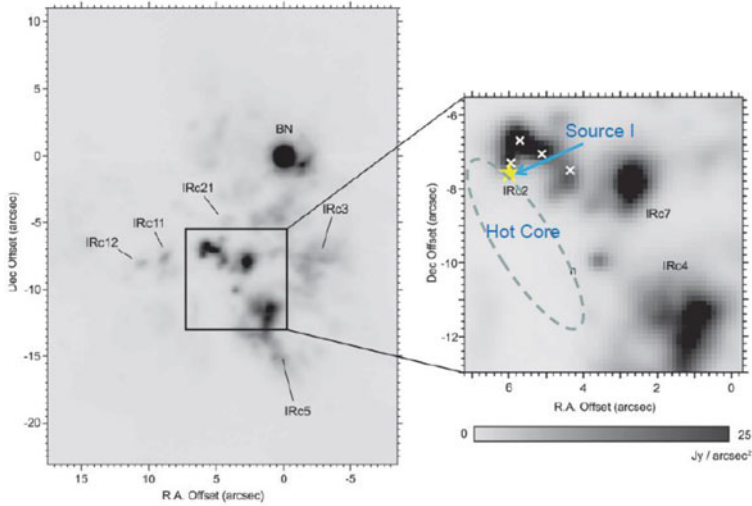 10
5
0
-5
-10
-15
-20
Dec Offset (arcsec)
15
10
5
0
-5
R.A. Offset (arcsec)
BN
IRc21
IRc3
IRc11
IRc12
IRc5
-6
-8
-10
-12
Dec Offset (arcsec)
Source I
IRc2
IRc7
Hot Core
n
IRc4
6
4
2
0
R.A. Offset (arcsec)
0
25
Jy / arcsec²